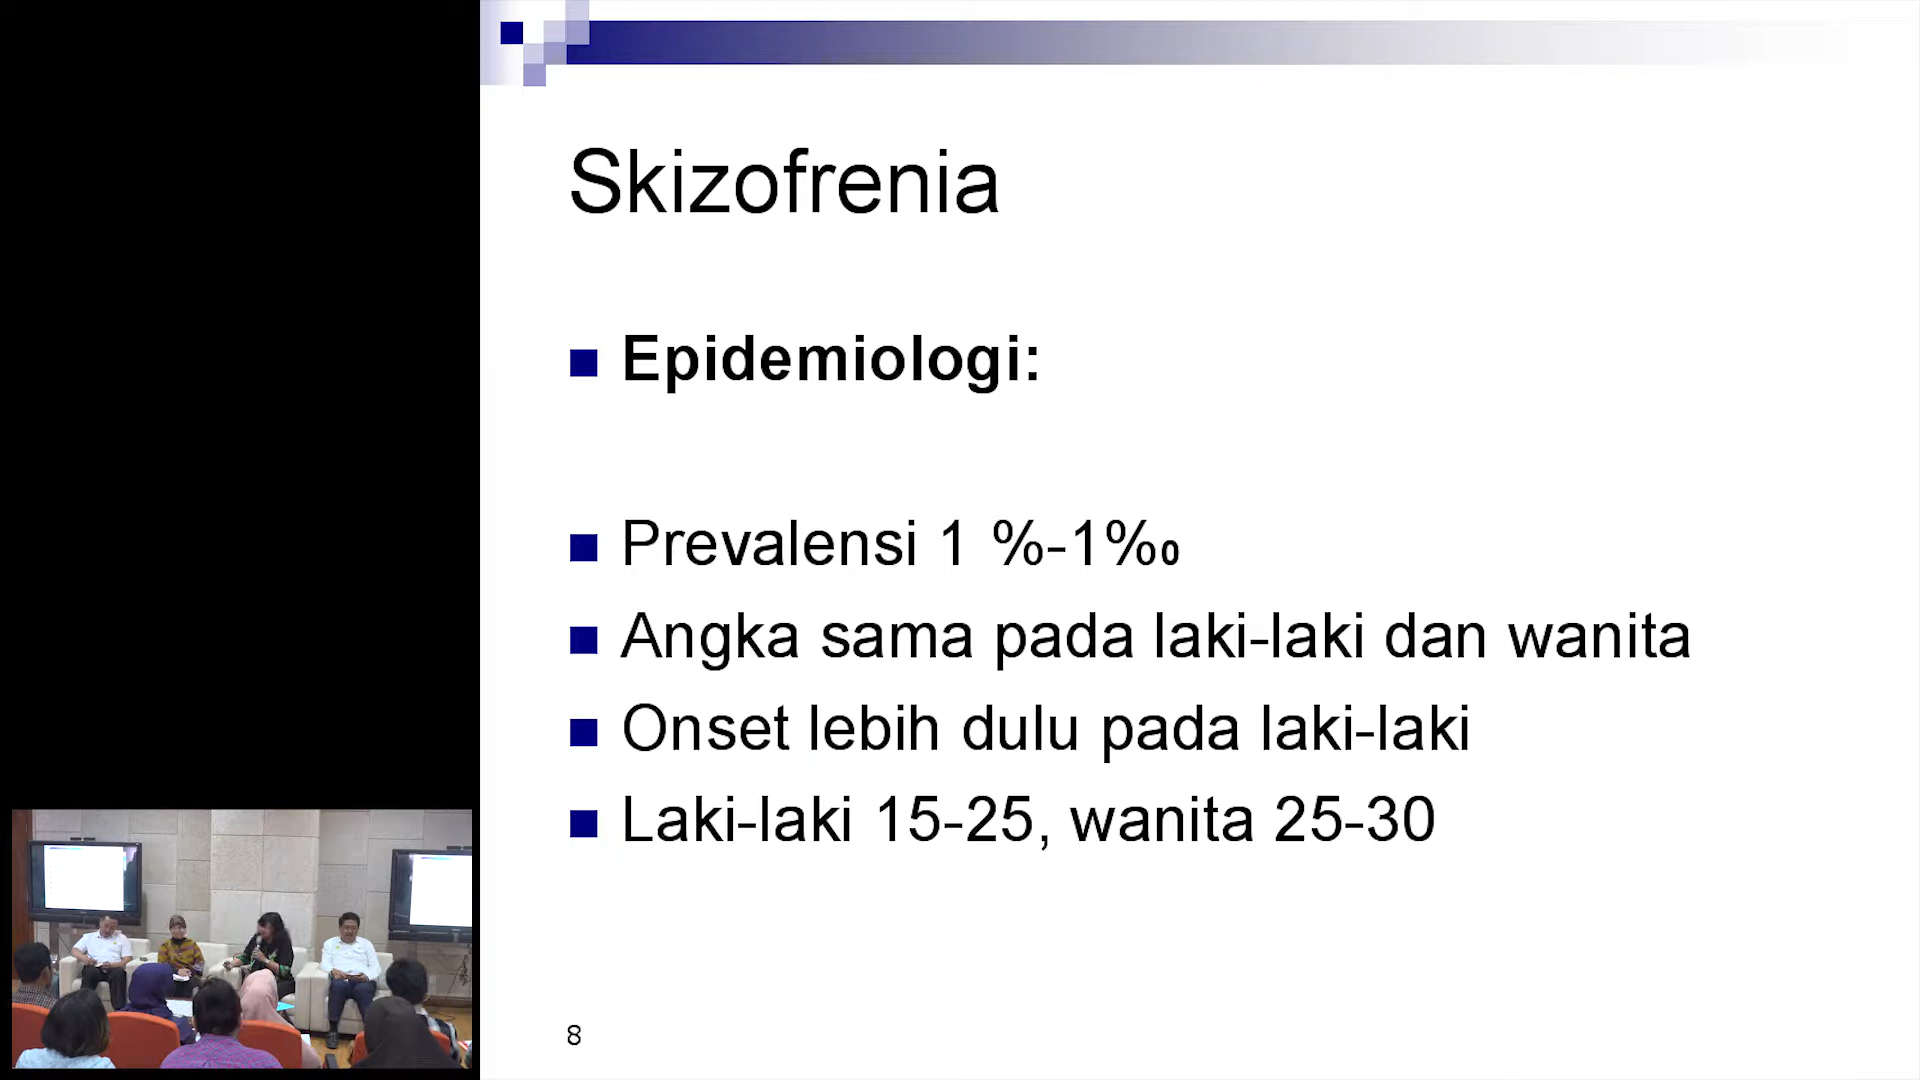 Skizofrenia
Epidemiologi:
Prevalensi 1 %-1‰
Angka sama pada laki-laki dan wanita
Onset lebih dulu pada laki-laki
Laki-laki 15-25, wanita 25-30
8